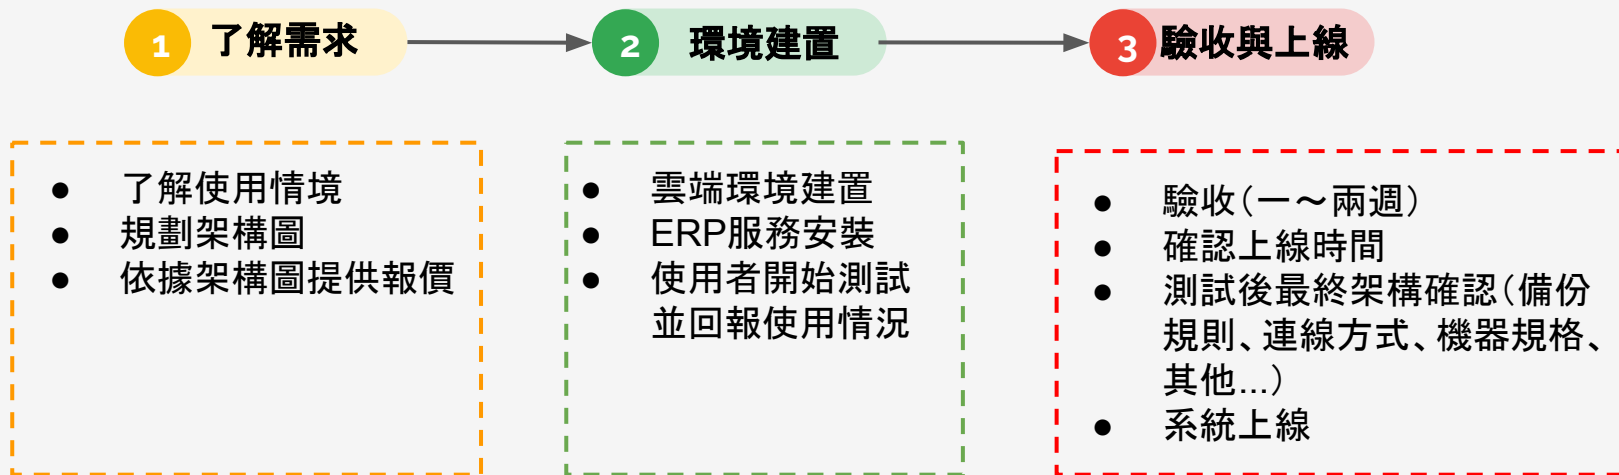 1 了解需求
2 環境建置
3 驗收與上線
● 了解使用情境
● 規劃架構圖
● 依據架構圖提供報價
● 雲端環境建置
● ERP服務安裝
● 使用者開始測試
並回報使用情況
● 驗收(一～兩週)
● 確認上線時間
● 測試後最終架構確認(備份
規則、連線方式、機器規格、
其他...)
● 系統上線